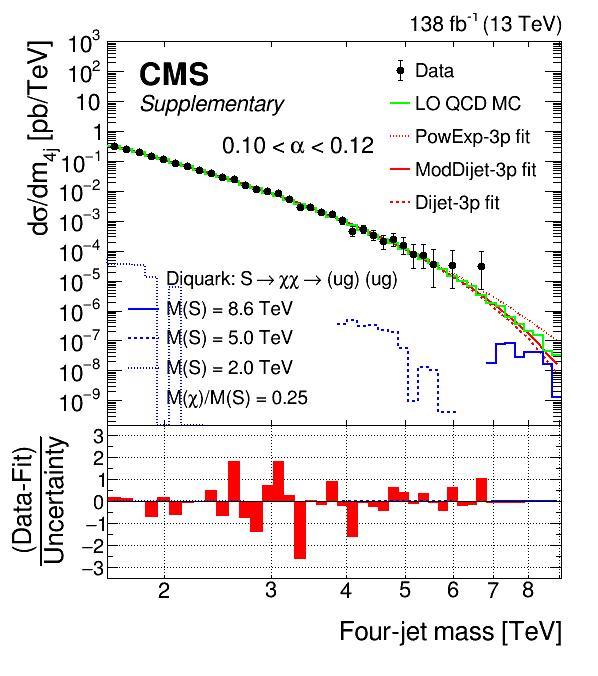 138 fb⁻¹ (13 TeV)
CMS
Supplementary
0.10 < α < 0.12
Data
LO QCD MC
PowExp-3p fit
ModDijet-3p fit
Dijet-3p fit
dσ/dm₄ⱼ [pb/TeV]
10³
10²
10
1
10⁻¹
10⁻²
10⁻³
10⁻⁴
10⁻⁵
10⁻⁶
10⁻⁷
10⁻⁸
10⁻⁹
Diquark: S → χχ → (ug) (ug)
M(S) = 8.6 TeV
M(S) = 5.0 TeV
M(S) = 2.0 TeV
M(χ)/M(S) = 0.25
(Data-Fit)
Uncertainty
3
2
1
0
−1
−2
−3
2 3 4 5 6 7 8
Four-jet mass [TeV]